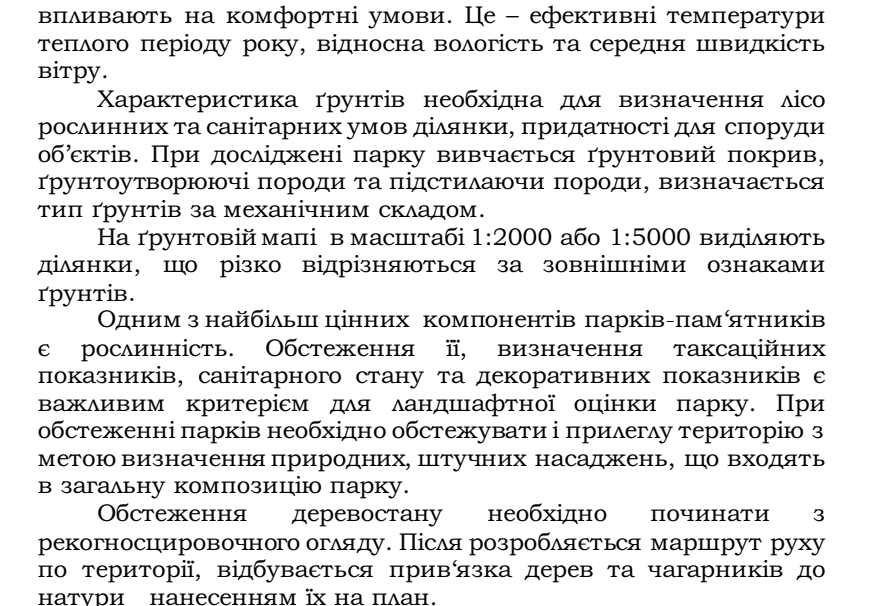 впливають на комфортні умови. Це – ефективні температури
теплого періоду року, відносна вологість та середня швидкість
вітру.
Характеристика ґрунтів необхідна для визначення лісо
рослинних та санітарних умов ділянки, придатності для споруди
об’єктів. При досліджені парку вивчається ґрунтовий покрив,
ґрунтоутворюючі породи та підстилаючи породи, визначається
тип ґрунтів за механічним складом.
На ґрунтовій мапі в масштабі 1:2000 або 1:5000 виділяють
ділянки, що різко відрізняються за зовнішніми ознаками
ґрунтів.
Одним з найбільш цінних компонентів парків-пам‘ятників
є рослинність. Обстеження її, визначення таксаційних
показників, санітарного стану та декоративних показників є
важливим критерієм для ландшафтної оцінки парку. При
обстеженні парків необхідно обстежувати і прилеглу територію з
метою визначення природних, штучних насаджень, що входять
в загальну композицію парку.
Обстеження деревостану необхідно починати з
рекогносцировочного огляду. Після розробляється маршрут руху
по території, відбувається прив‘язка дерев та чагарників до
натури нанесенням їх на план.